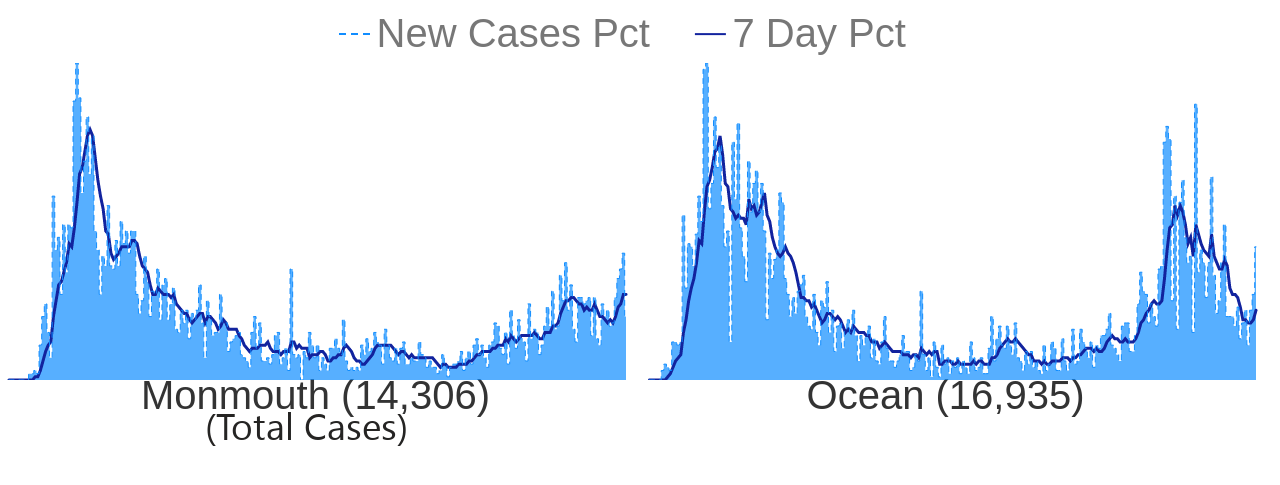 New Cases Pct 7 Day Pct
Monmouth (14,306) Ocean (16,935)
(Total Cases)